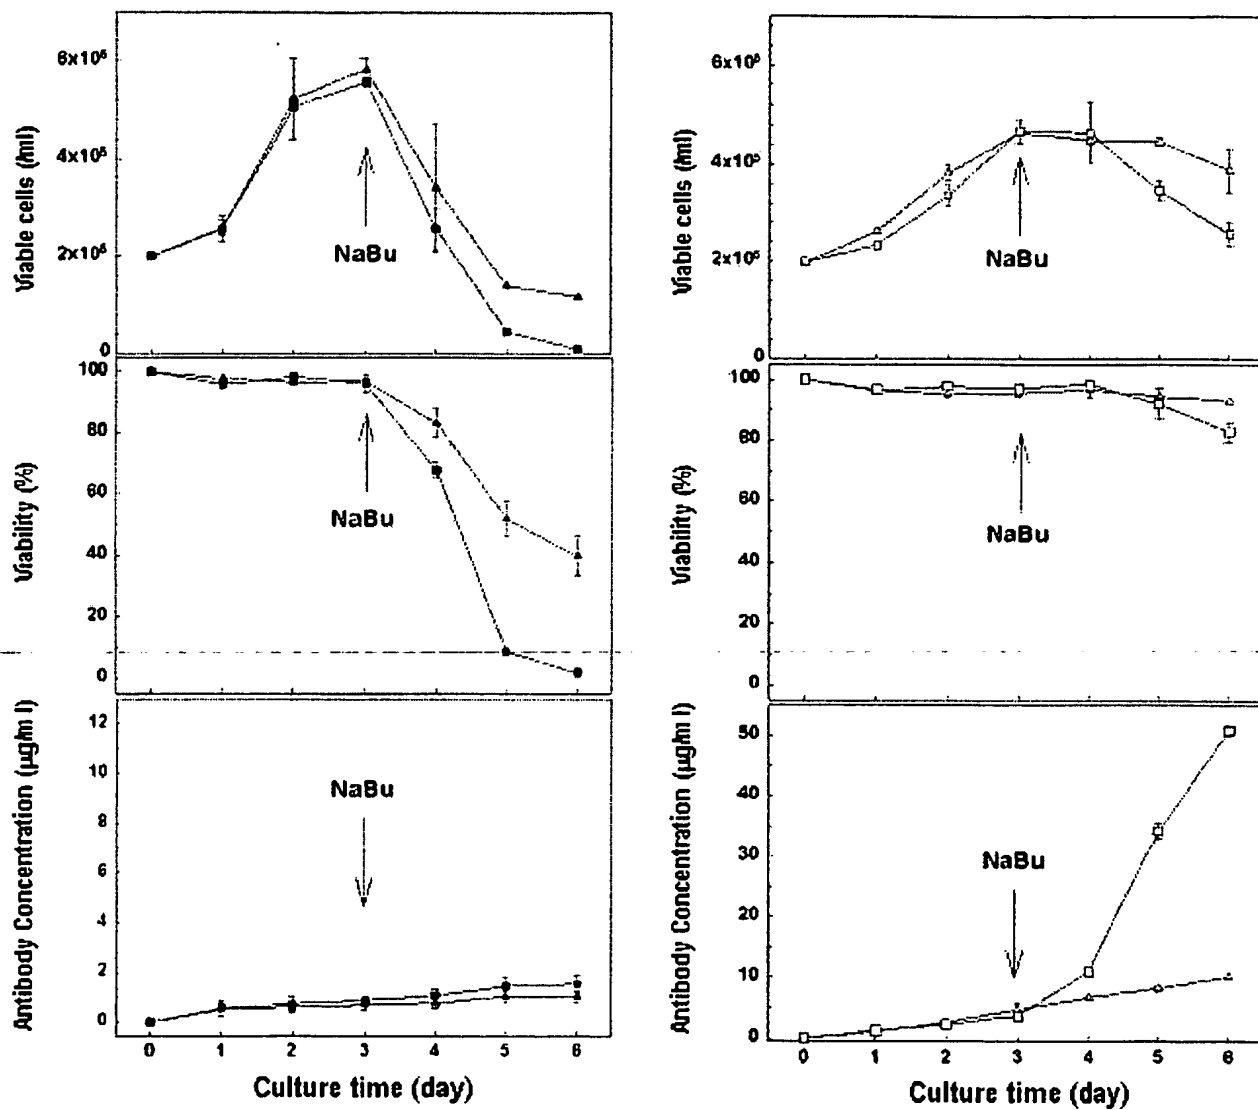 Viable cells (/ml)
6x10⁵
4x10⁵
2x10⁵
0
NaBu
Viability (%)
100
80
60
40
20
0
NaBu
Antibody Concentration (µg/ml)
12
10
8
6
4
2
0
NaBu
0 1 2 3 4 5 6
Culture time (day)
Viable cells (/ml)
6x10⁵
4x10⁵
2x10⁵
0
NaBu
Viability (%)
100
80
60
40
20
0
NaBu
Antibody Concentration (µg/ml)
50
40
30
20
10
0
NaBu
0 1 2 3 4 5 6
Culture time (day)